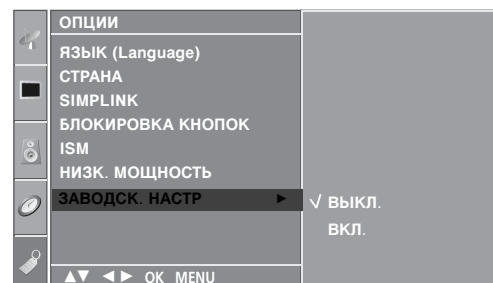 ОПЦИИ
ЯЗЫК (Language)
СТРАНА
SIMPLINK
БЛОКИРОВКА КНОПОК
ISM
НИЗК. МОЩНОСТЬ
ЗАВОДСК. НАСТР ►
√ ВЫКЛ.
ВКЛ.
▲▼ ◄► OK MENU